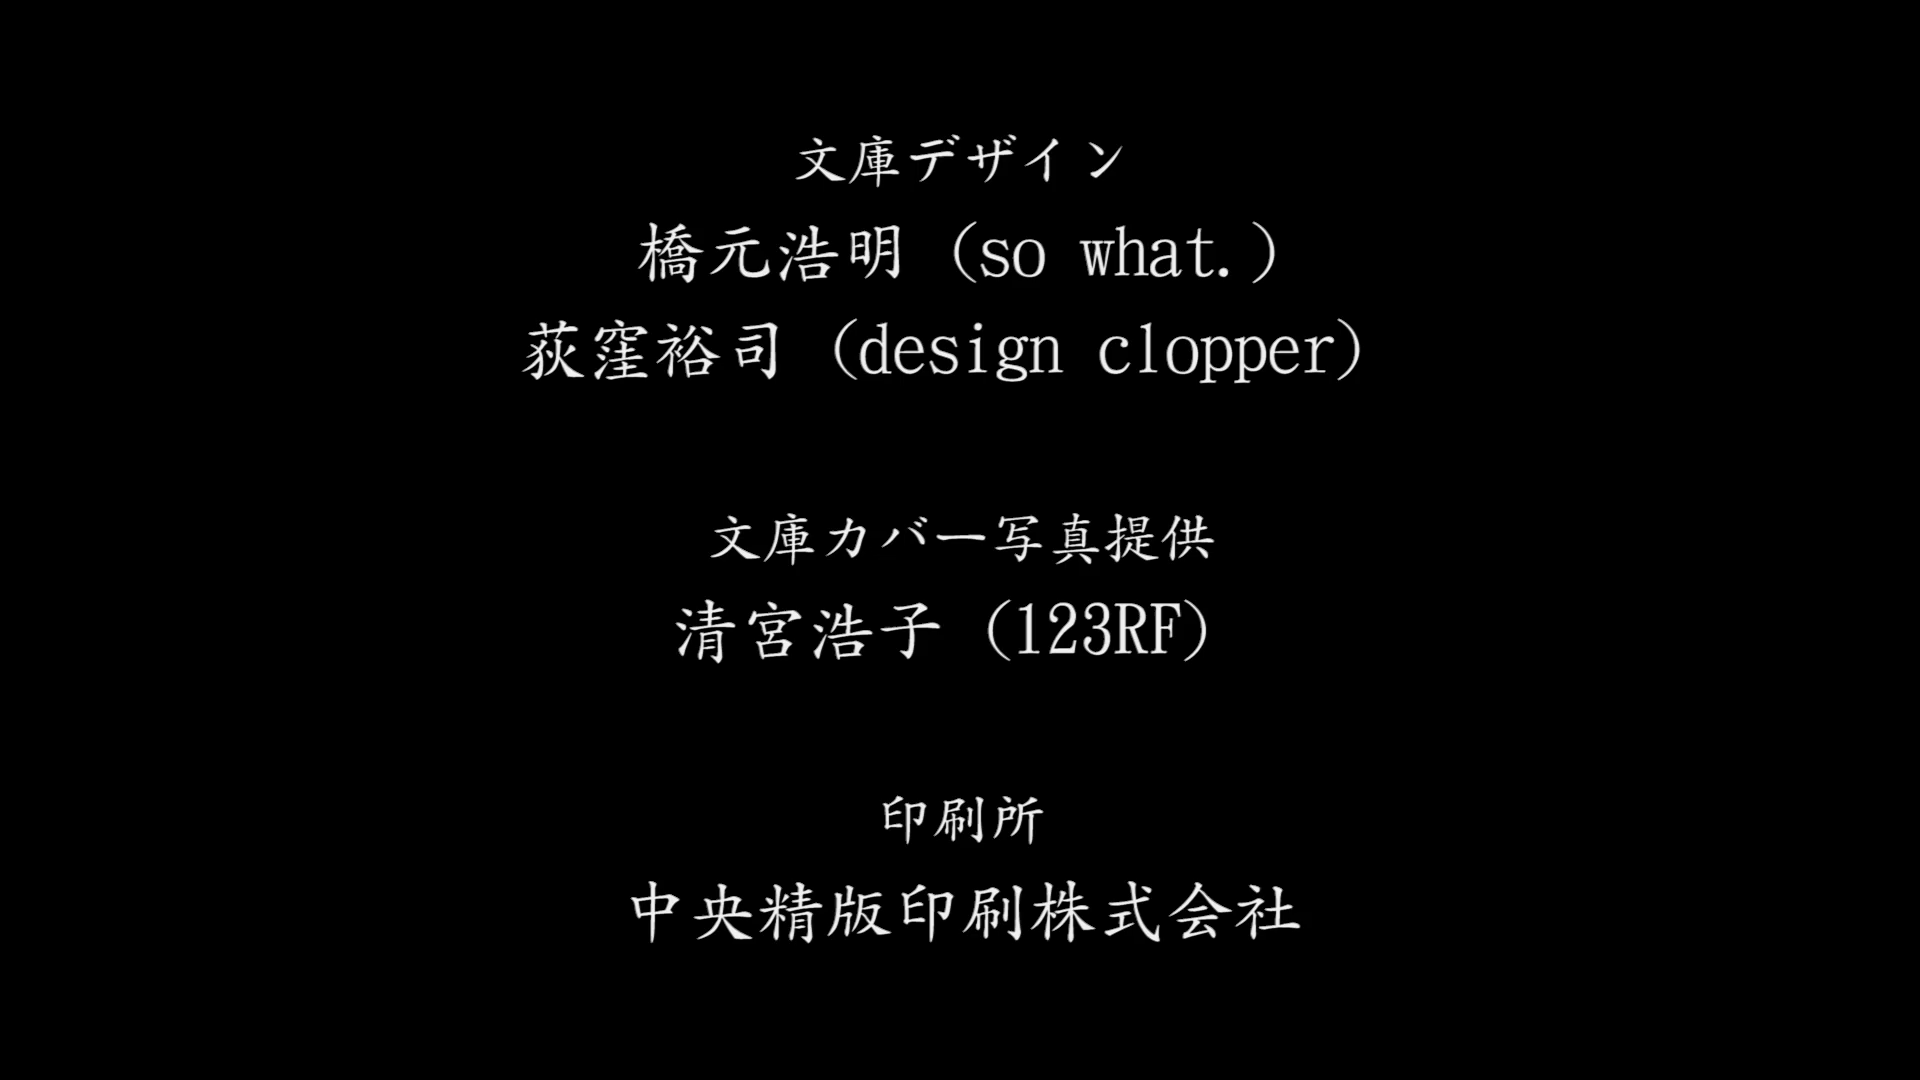 文庫デザイン
橋元浩明 (so what.)
荻窪裕司 (design clopper)
文庫カバー写真提供
清宮浩子 (123RF)
印刷所
中央精版印刷株式会社